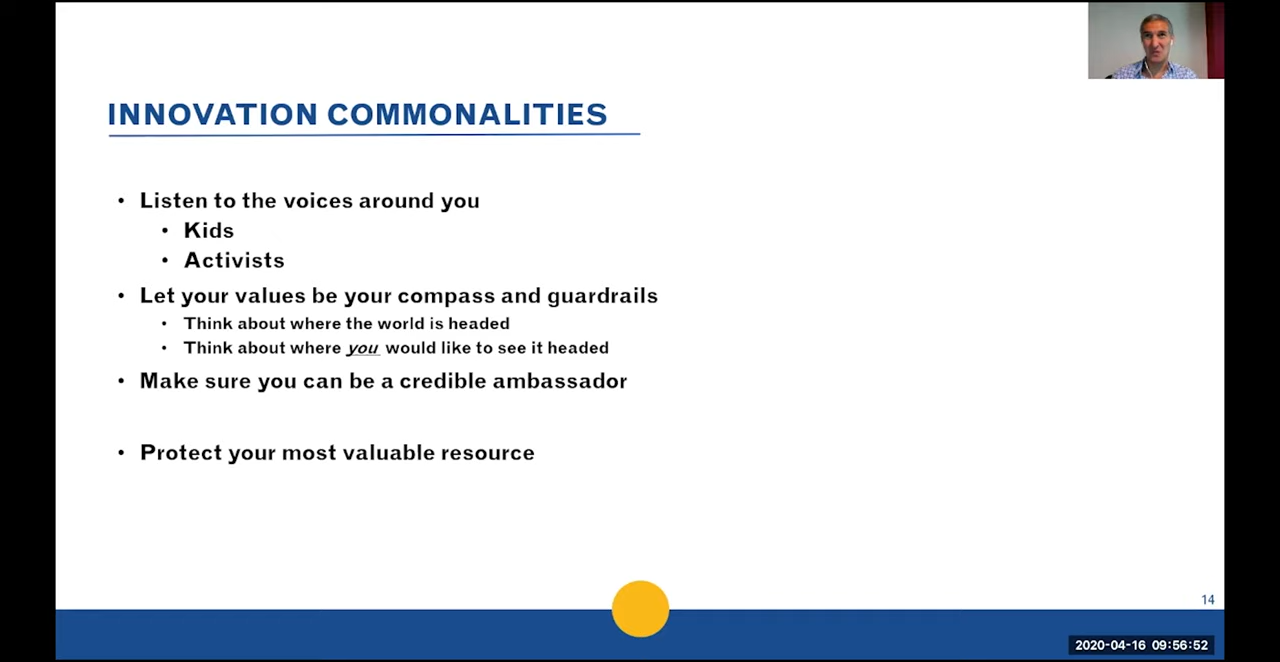 INNOVATION COMMONALITIES
• Listen to the voices around you
• Kids
• Activists
• Let your values be your compass and guardrails
• Think about where the world is headed
• Think about where you would like to see it headed
• Make sure you can be a credible ambassador
• Protect your most valuable resource
14
2020-04-16 09:56:52